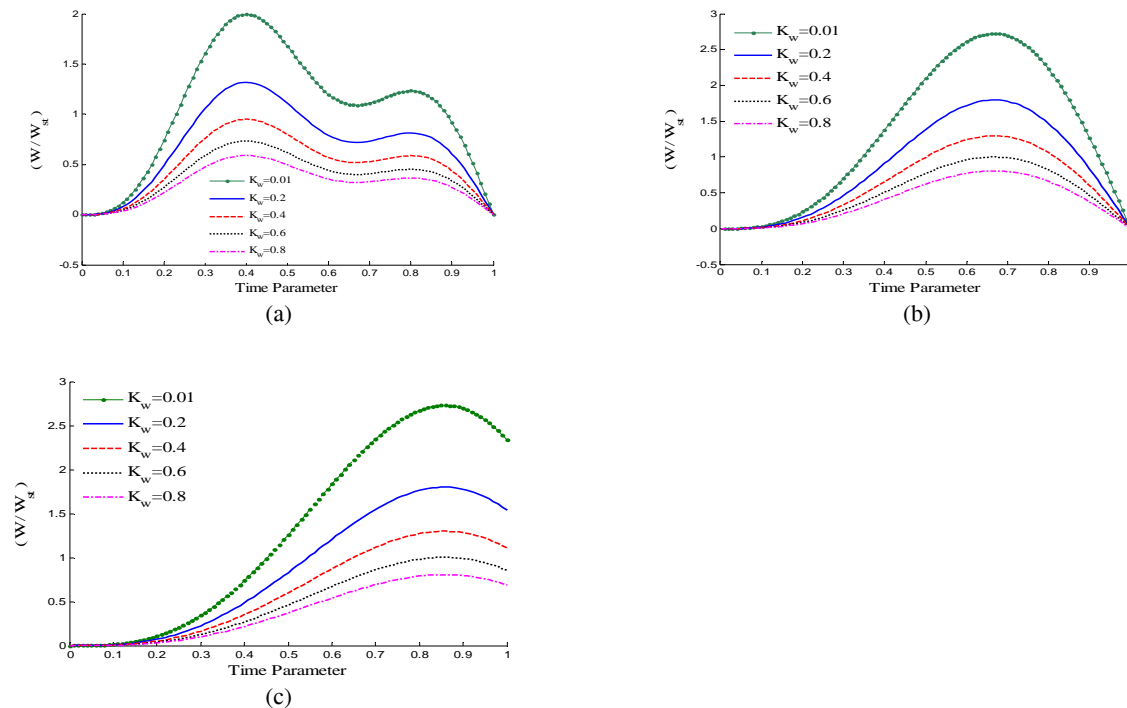 2
1.5
1
0.5
0
-0.5
(W/W_st)
K_w=0.01
K_w=0.2
K_w=0.4
K_w=0.6
K_w=0.8
0 0.1 0.2 0.3 0.4 0.5 0.6 0.7 0.8 0.9 1
Time Parameter
(a)
3
2.5
2
1.5
1
0.5
0
-0.5
(W/W_st)
K_w=0.01
K_w=0.2
K_w=0.4
K_w=0.6
K_w=0.8
0 0.1 0.2 0.3 0.4 0.5 0.6 0.7 0.8 0.9
Time Parameter
(b)
3
2.5
2
1.5
1
0.5
0
(W/W_st)
K_w=0.01
K_w=0.2
K_w=0.4
K_w=0.6
K_w=0.8
0 0.1 0.2 0.3 0.4 0.5 0.6 0.7 0.8 0.9 1
Time Parameter
(c)